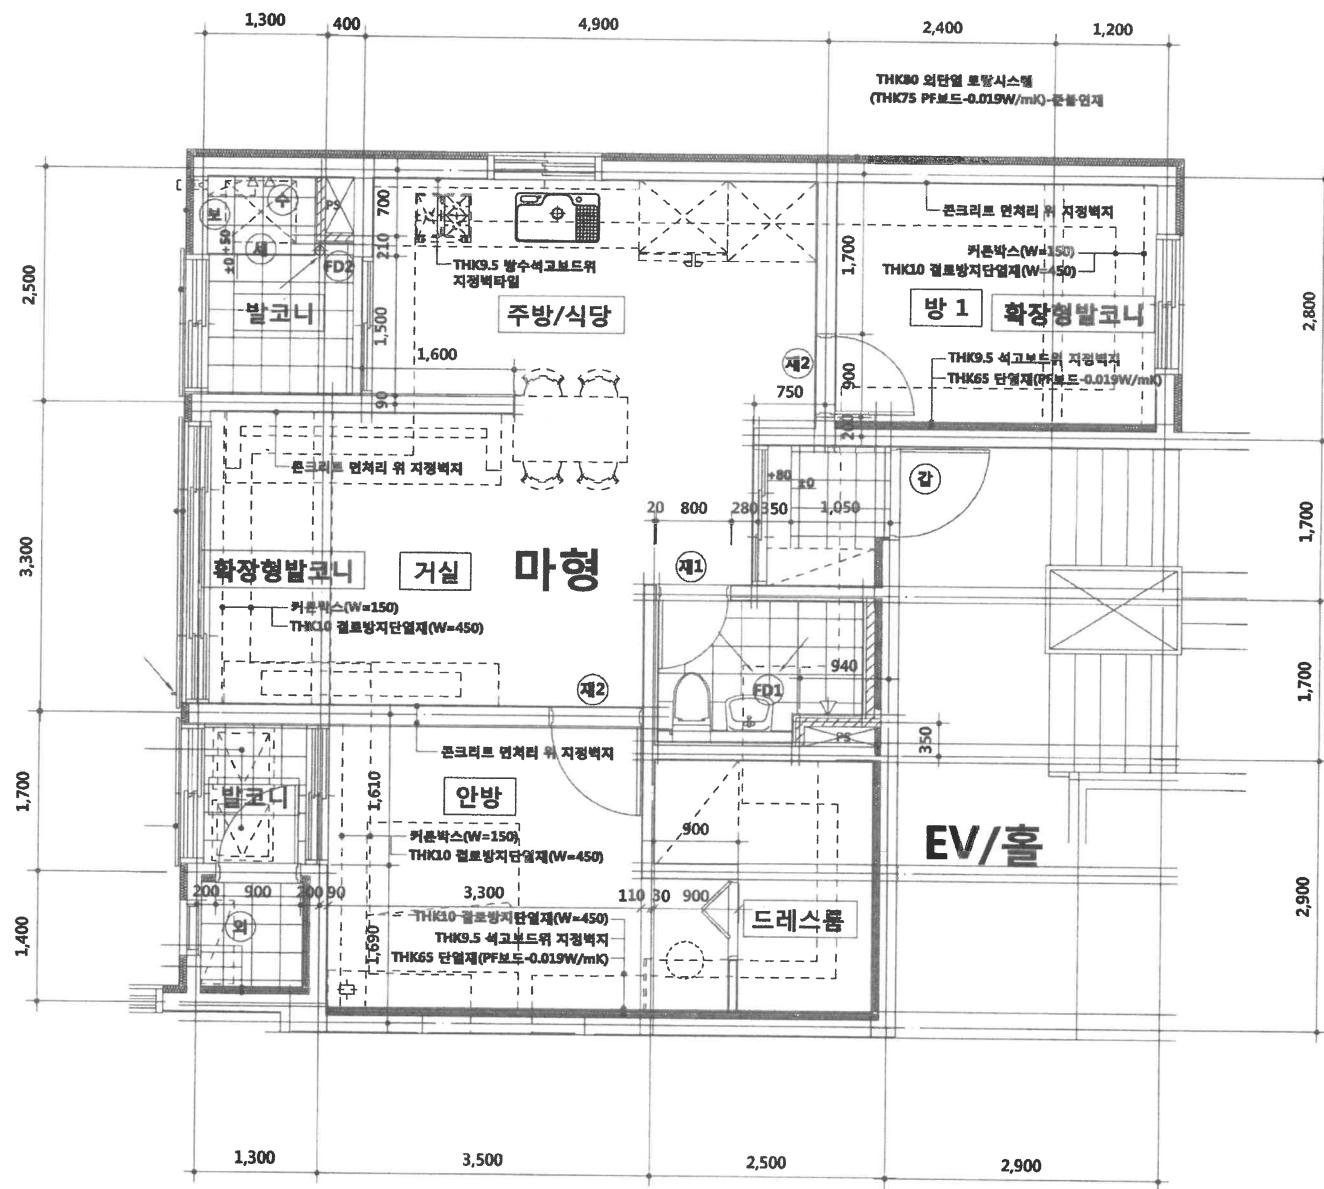 1,300
400
4,900
2,400
1,200
THK80 외단열
(THK75 PF보드-0.019W/mK)-준불연재
수
보
세
PS
±0 +50
FD2
700
210
THK9.5 방수석고보드위
지정벽타일
콘크리트 면처리 위 지정벽지
커튼박스(W=150)
THK10 결로방지단열재(W=450)
1,700
2,500
2,800
발코니
주방/식당
방 1
확장형발코니
1,500
1,600
THK9.5 석고보드위 지정벽지
THK65 단열재(PF보드-0.019W/mK)
재2
750
900
90
200
콘크리트 면처리 위 지정벽지
+80
±0
갑
20
800
280
350
1,050
1,700
3,300
확장형발코니
거실
마형
재1
커튼박스(W=150)
THK10 결로방지단열재(W=450)
940
재2
FD1
1,700
PS
350
콘크리트 면처리 위 지정벽지
1,700
발코니
1,610
안방
900
커튼박스(W=150)
THK10 결로방지단열재(W=450)
EV/홀
200
900
200
90
3,300
110
30
900
2,900
외
THK10 결로방지단열재(W=450)
THK9.5 석고보드위 지정벽지
THK65 단열재(PF보드-0.019W/mK)
드레스룸
1,400
1,690
1,300
3,500
2,500
2,900